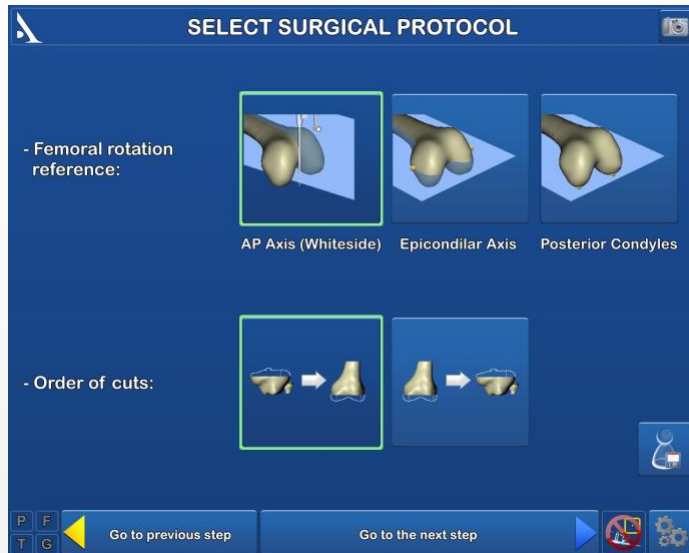 SELECT SURGICAL PROTOCOL
- Femoral rotation
reference:
AP Axis (Whiteside)
Epicondilar Axis
Posterior Condyles
- Order of cuts:
P F
T G
Go to previous step
Go to the next step